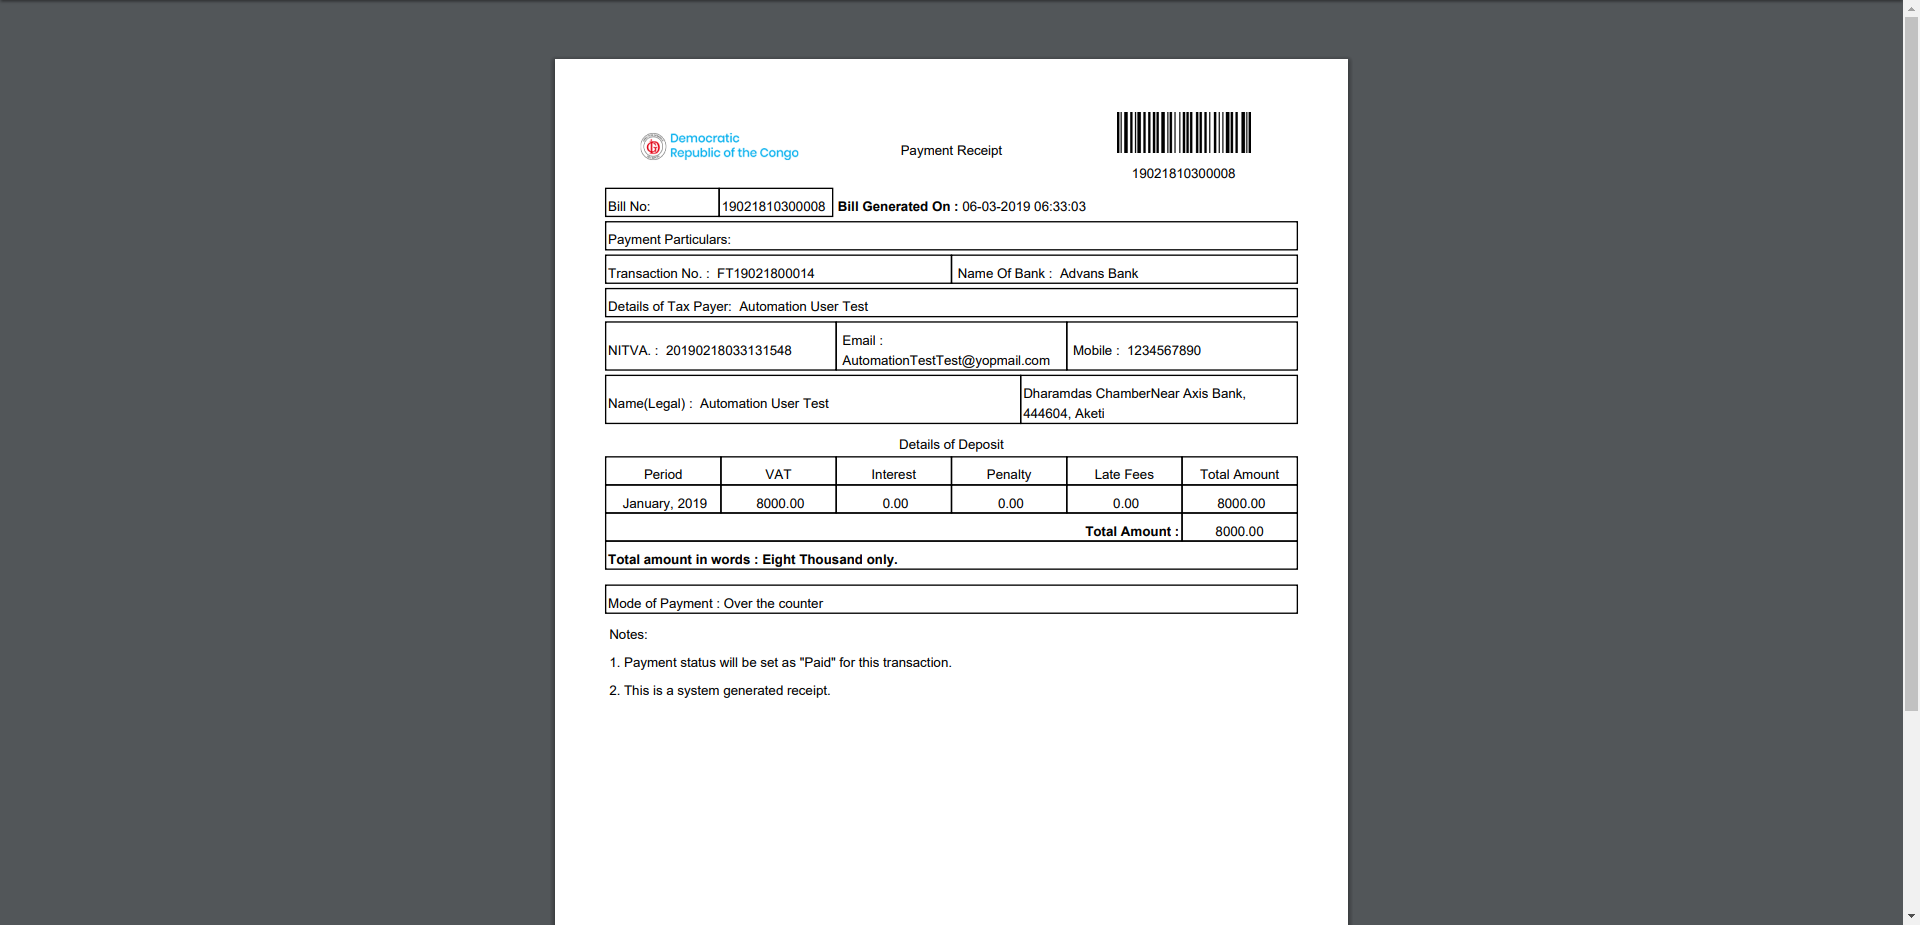 Democratic
Republic of the Congo
Payment Receipt
19021810300008
Bill No: 19021810300008 Bill Generated On : 06-03-2019 06:33:03
Payment Particulars:
Transaction No. : FT19021800014 Name Of Bank : Advans Bank
Details of Tax Payer: Automation User Test
NITVA. : 20190218033131548
Email :
AutomationTestTest@yopmail.com
Mobile : 1234567890
Name(Legal) : Automation User Test
Dharamdas ChamberNear Axis Bank,
444604, Aketi
Details of Deposit
Period VAT Interest Penalty Late Fees Total Amount
January, 2019 8000.00 0.00 0.00 0.00 8000.00
Total Amount : 8000.00
Total amount in words : Eight Thousand only.
Mode of Payment : Over the counter
Notes:
1. Payment status will be set as "Paid" for this transaction.
2. This is a system generated receipt.